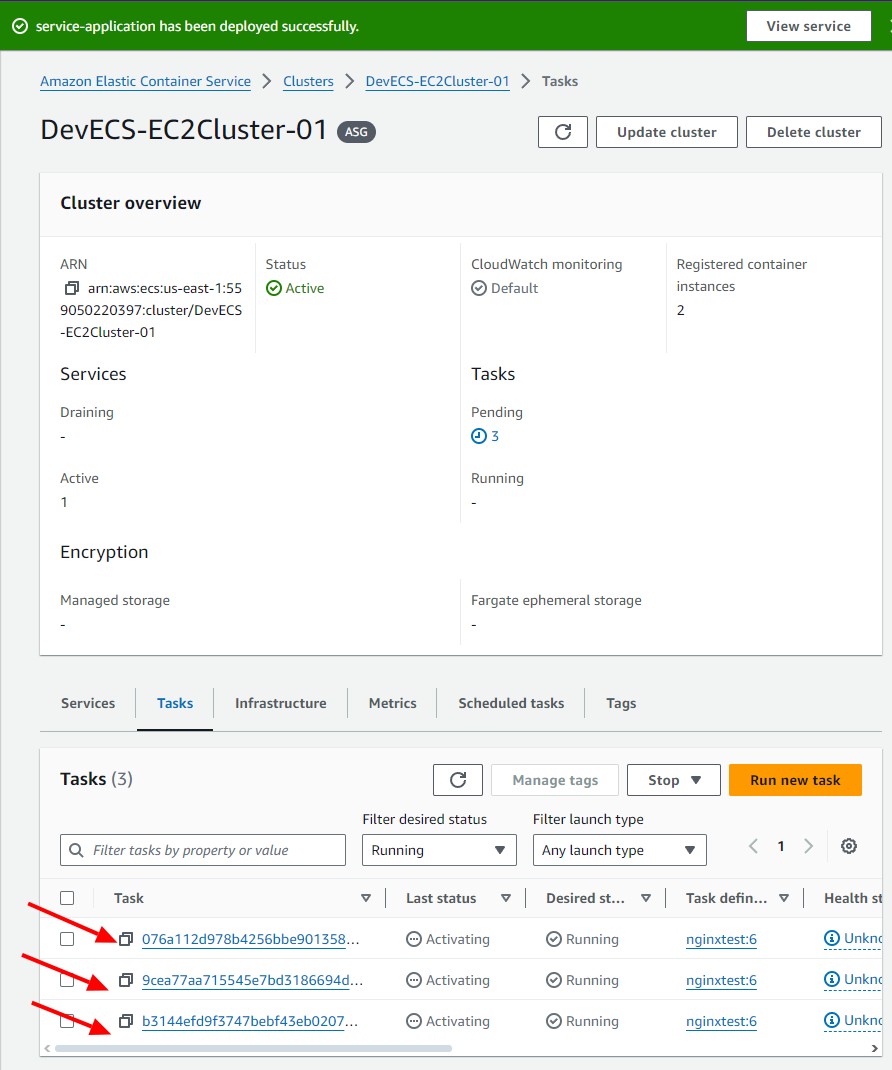 service-application has been deployed successfully.
View service
Amazon Elastic Container Service
Clusters
DevECS-EC2Cluster-01
Tasks
DevECS-EC2Cluster-01
ASG
Update cluster
Delete cluster
Cluster overview
ARN
arn:aws:ecs:us-east-1:55
9050220397:cluster/DevECS
-EC2Cluster-01
Status
Active
CloudWatch monitoring
Default
Registered container
instances
2
Services
Draining
-
Active
1
Tasks
Pending
3
Running
-
Encryption
Managed storage
-
Fargate ephemeral storage
-
Services
Tasks
Infrastructure
Metrics
Scheduled tasks
Tags
Tasks (3)
Manage tags
Stop
Run new task
Filter tasks by property or value
Filter desired status
Running
Filter launch type
Any launch type
1
Task
Last status
Desired st...
Task defin...
Health st
076a112d978b4256bbe901358...
Activating
Running
nginxtest:6
Unkno
9cea77aa715545e7bd3186694d...
Activating
Running
nginxtest:6
Unkno
b3144efd9f3747bebf43eb0207...
Activating
Running
nginxtest:6
Unkno